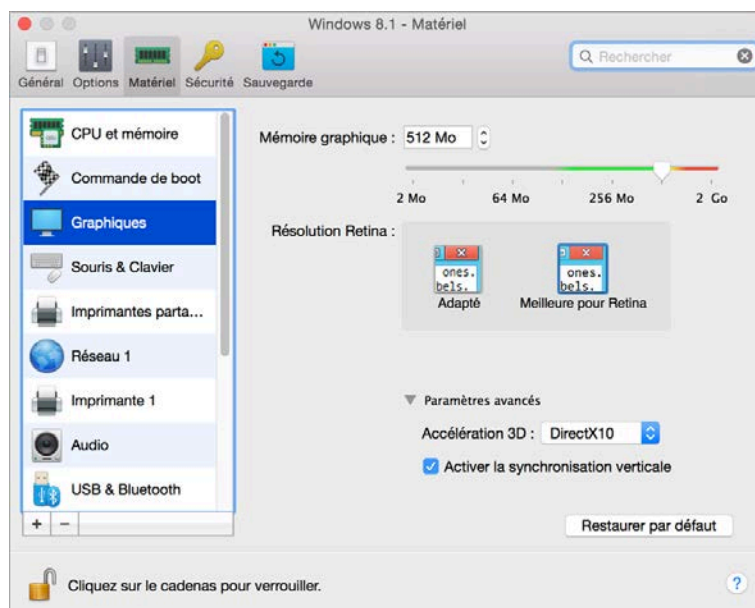 Windows 8.1 - Matériel
Général Options Matériel Sécurité Sauvegarde
Rechercher
CPU et mémoire
Commande de boot
Graphiques
Souris & Clavier
Imprimantes parta...
Réseau 1
Imprimante 1
Audio
USB & Bluetooth
+ −
Mémoire graphique : 512 Mo
2 Mo 64 Mo 256 Mo 2 Go
Résolution Retina :
ones.
bels.
Adapté
ones.
bels.
Meilleure pour Retina
Paramètres avancés
Accélération 3D : DirectX10
Activer la synchronisation verticale
Restaurer par défaut
Cliquez sur le cadenas pour verrouiller.
?